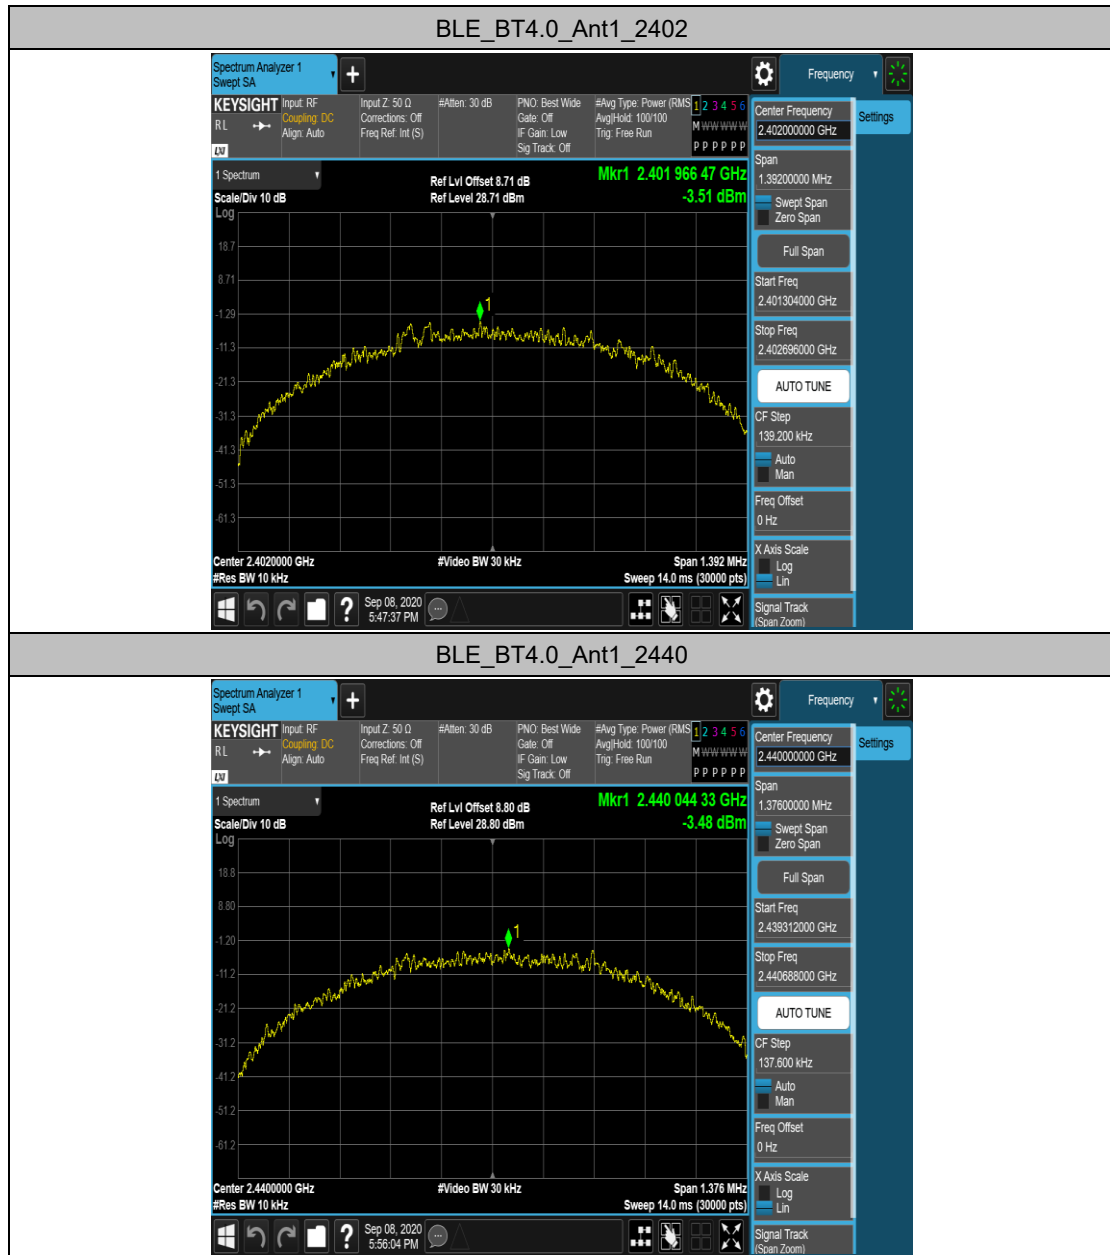 BLE_BT4.0_Ant1_2402
Spectrum Analyzer 1
Swept SA
Frequency
KEYSIGHT
RL
LXI
Input: RF
Coupling: DC
Align: Auto
Input Z: 50 Ω
Corrections: Off
Freq Ref: Int (S)
#Atten: 30 dB
PNO: Best Wide
Gate: Off
IF Gain: Low
Sig Track: Off
#Avg Type: Power (RMS
Avg|Hold: 100/100
Trig: Free Run
1 2 3 4 5 6
M W W W W W
P P P P P P
1 Spectrum
Scale/Div 10 dB
Log
Ref Lvl Offset 8.71 dB
Ref Level 28.71 dBm
Mkr1 2.401 966 47 GHz
-3.51 dBm
18.7
8.71
-1.29
-11.3
-21.3
-31.3
-41.3
-51.3
-61.3
1
Center 2.4020000 GHz
#Res BW 10 kHz
#Video BW 30 kHz
Span 1.392 MHz
Sweep 14.0 ms (30000 pts)
Sep 08, 2020
5:47:37 PM
Center Frequency
2.402000000 GHz
Settings
Span
1.39200000 MHz
Swept Span
Zero Span
Full Span
Start Freq
2.401304000 GHz
Stop Freq
2.402696000 GHz
AUTO TUNE
CF Step
139.200 kHz
Auto
Man
Freq Offset
0 Hz
X Axis Scale
Log
Lin
Signal Track
(Span Zoom)
BLE_BT4.0_Ant1_2440
Spectrum Analyzer 1
Swept SA
Frequency
KEYSIGHT
RL
LXI
Input: RF
Coupling: DC
Align: Auto
Input Z: 50 Ω
Corrections: Off
Freq Ref: Int (S)
#Atten: 30 dB
PNO: Best Wide
Gate: Off
IF Gain: Low
Sig Track: Off
#Avg Type: Power (RMS
Avg|Hold: 100/100
Trig: Free Run
1 2 3 4 5 6
M W W W W W
P P P P P P
1 Spectrum
Scale/Div 10 dB
Log
Ref Lvl Offset 8.80 dB
Ref Level 28.80 dBm
Mkr1 2.440 044 33 GHz
-3.48 dBm
18.8
8.80
-1.20
-11.2
-21.2
-31.2
-41.2
-51.2
-61.2
1
Center 2.4400000 GHz
#Res BW 10 kHz
#Video BW 30 kHz
Span 1.376 MHz
Sweep 14.0 ms (30000 pts)
Sep 08, 2020
5:56:04 PM
Center Frequency
2.440000000 GHz
Settings
Span
1.37600000 MHz
Swept Span
Zero Span
Full Span
Start Freq
2.439312000 GHz
Stop Freq
2.440688000 GHz
AUTO TUNE
CF Step
137.600 kHz
Auto
Man
Freq Offset
0 Hz
X Axis Scale
Log
Lin
Signal Track
(Span Zoom)